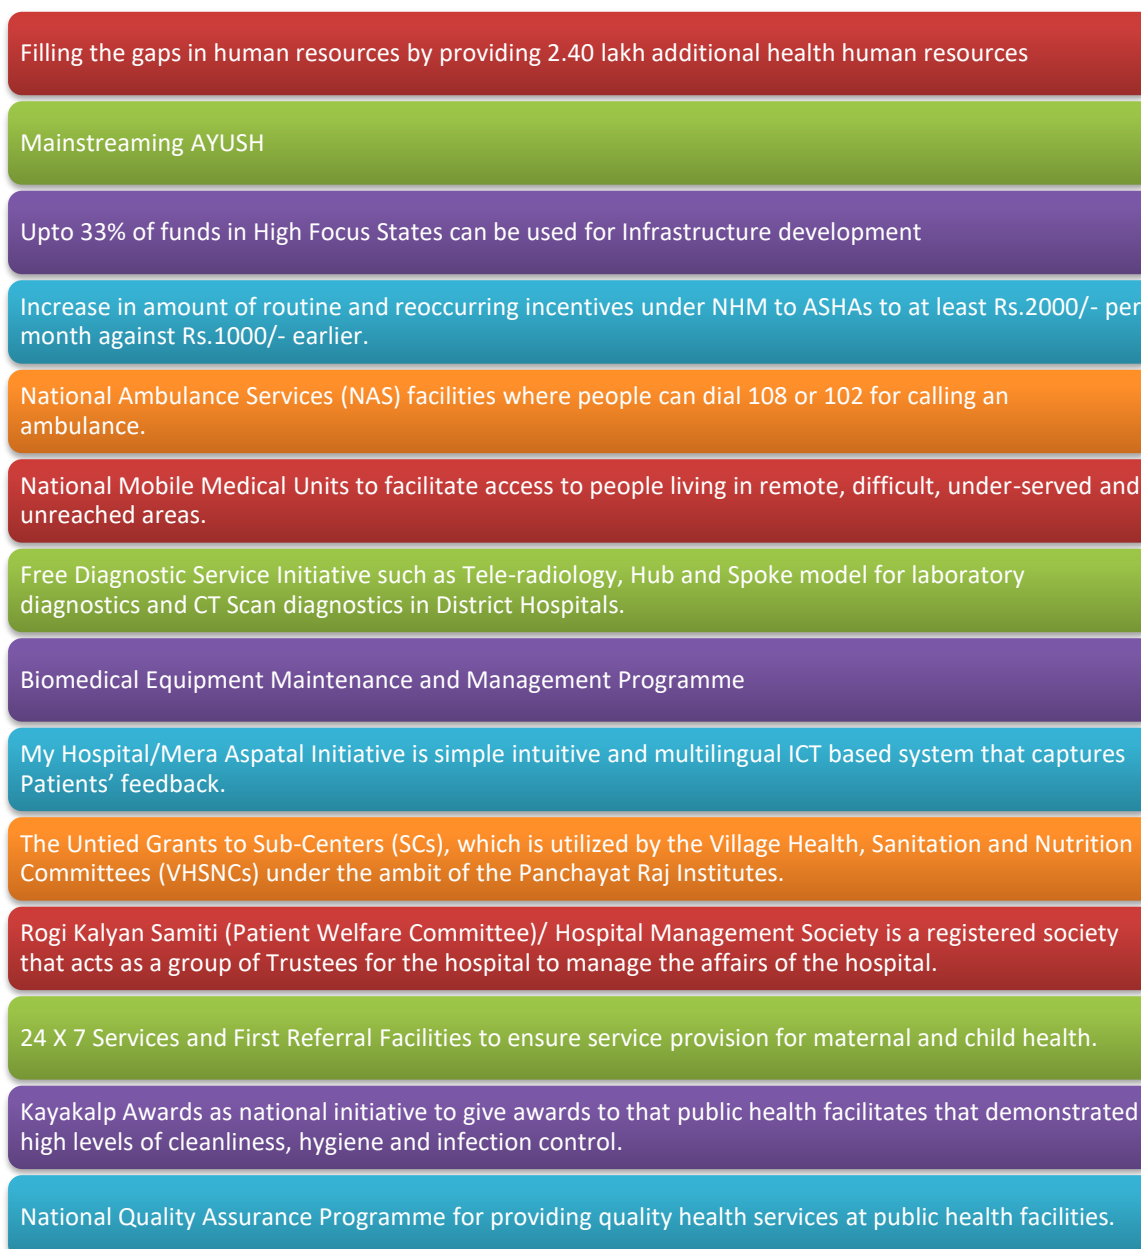 Filling the gaps in human resources by providing 2.40 lakh additional health human resources
Mainstreaming AYUSH
Upto 33% of funds in High Focus States can be used for Infrastructure development
Increase in amount of routine and reoccurring incentives under NHM to ASHAs to at least Rs.2000/- per
month against Rs.1000/- earlier.
National Ambulance Services (NAS) facilities where people can dial 108 or 102 for calling an
ambulance.
National Mobile Medical Units to facilitate access to people living in remote, difficult, under-served and
unreached areas.
Free Diagnostic Service Initiative such as Tele-radiology, Hub and Spoke model for laboratory
diagnostics and CT Scan diagnostics in District Hospitals.
Biomedical Equipment Maintenance and Management Programme
My Hospital/Mera Aspatal Initiative is simple intuitive and multilingual ICT based system that captures
Patients’ feedback.
The Untied Grants to Sub-Centers (SCs), which is utilized by the Village Health, Sanitation and Nutrition
Committees (VHSNCs) under the ambit of the Panchayat Raj Institutes.
Rogi Kalyan Samiti (Patient Welfare Committee)/ Hospital Management Society is a registered society
that acts as a group of Trustees for the hospital to manage the affairs of the hospital.
24 X 7 Services and First Referral Facilities to ensure service provision for maternal and child health.
Kayakalp Awards as national initiative to give awards to that public health facilitates that demonstrated
high levels of cleanliness, hygiene and infection control.
National Quality Assurance Programme for providing quality health services at public health facilities.